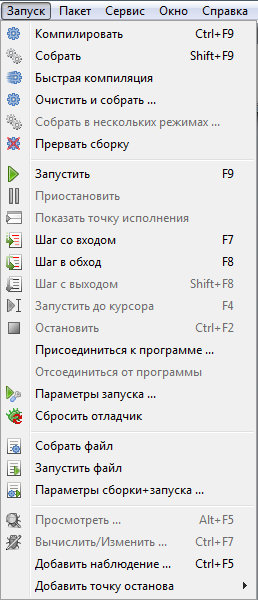 Запуск Пакет Сервис Окно Справка
Компилировать Ctrl+F9
Собрать Shift+F9
Быстрая компиляция
Очистить и собрать ...
Собрать в нескольких режимах ...
Прервать сборку
Запустить F9
Приостановить
Показать точку исполнения
Шаг со входом F7
Шаг в обход F8
Шаг с выходом Shift+F8
Запустить до курсора F4
Остановить Ctrl+F2
Присоединиться к программе ...
Отсоединиться от программы
Параметры запуска ...
Сбросить отладчик
Собрать файл
Запустить файл
Параметры сборки+запуска ...
Просмотреть ... Alt+F5
Вычислить/Изменить ... Ctrl+F7
Добавить наблюдение ... Ctrl+F5
Добавить точку останова